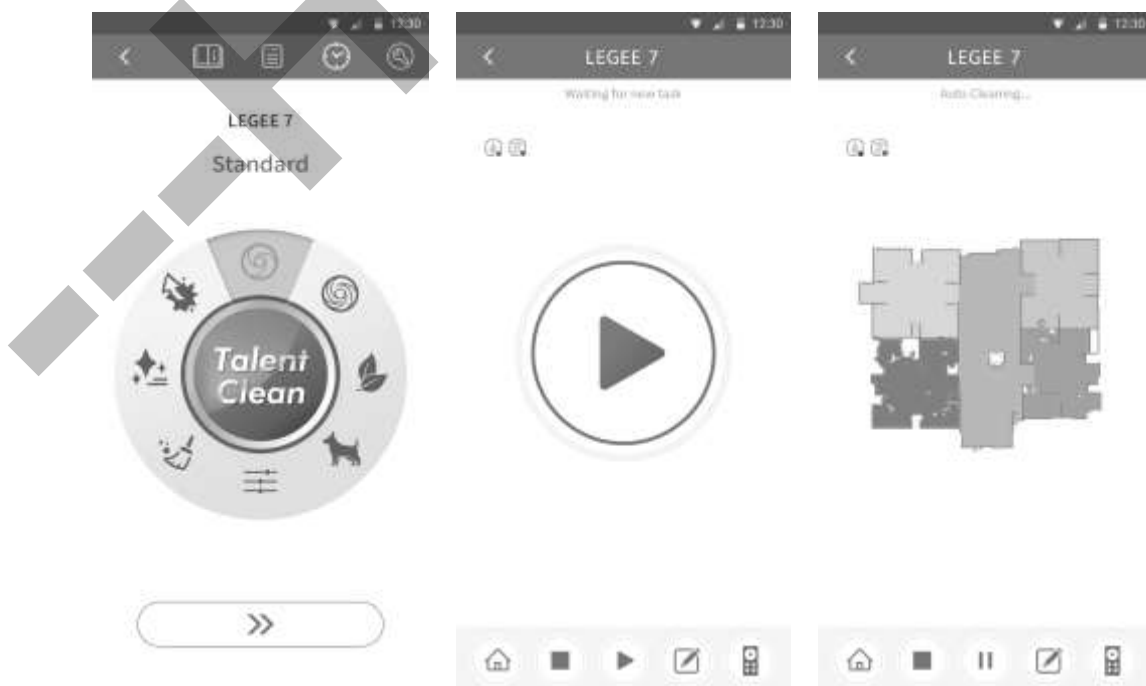 12:30
LEGEE 7
Standard
Talent
Clean
12:30
LEGEE 7
Waiting for new task
12:30
LEGEE 7
Auto Cleaning...